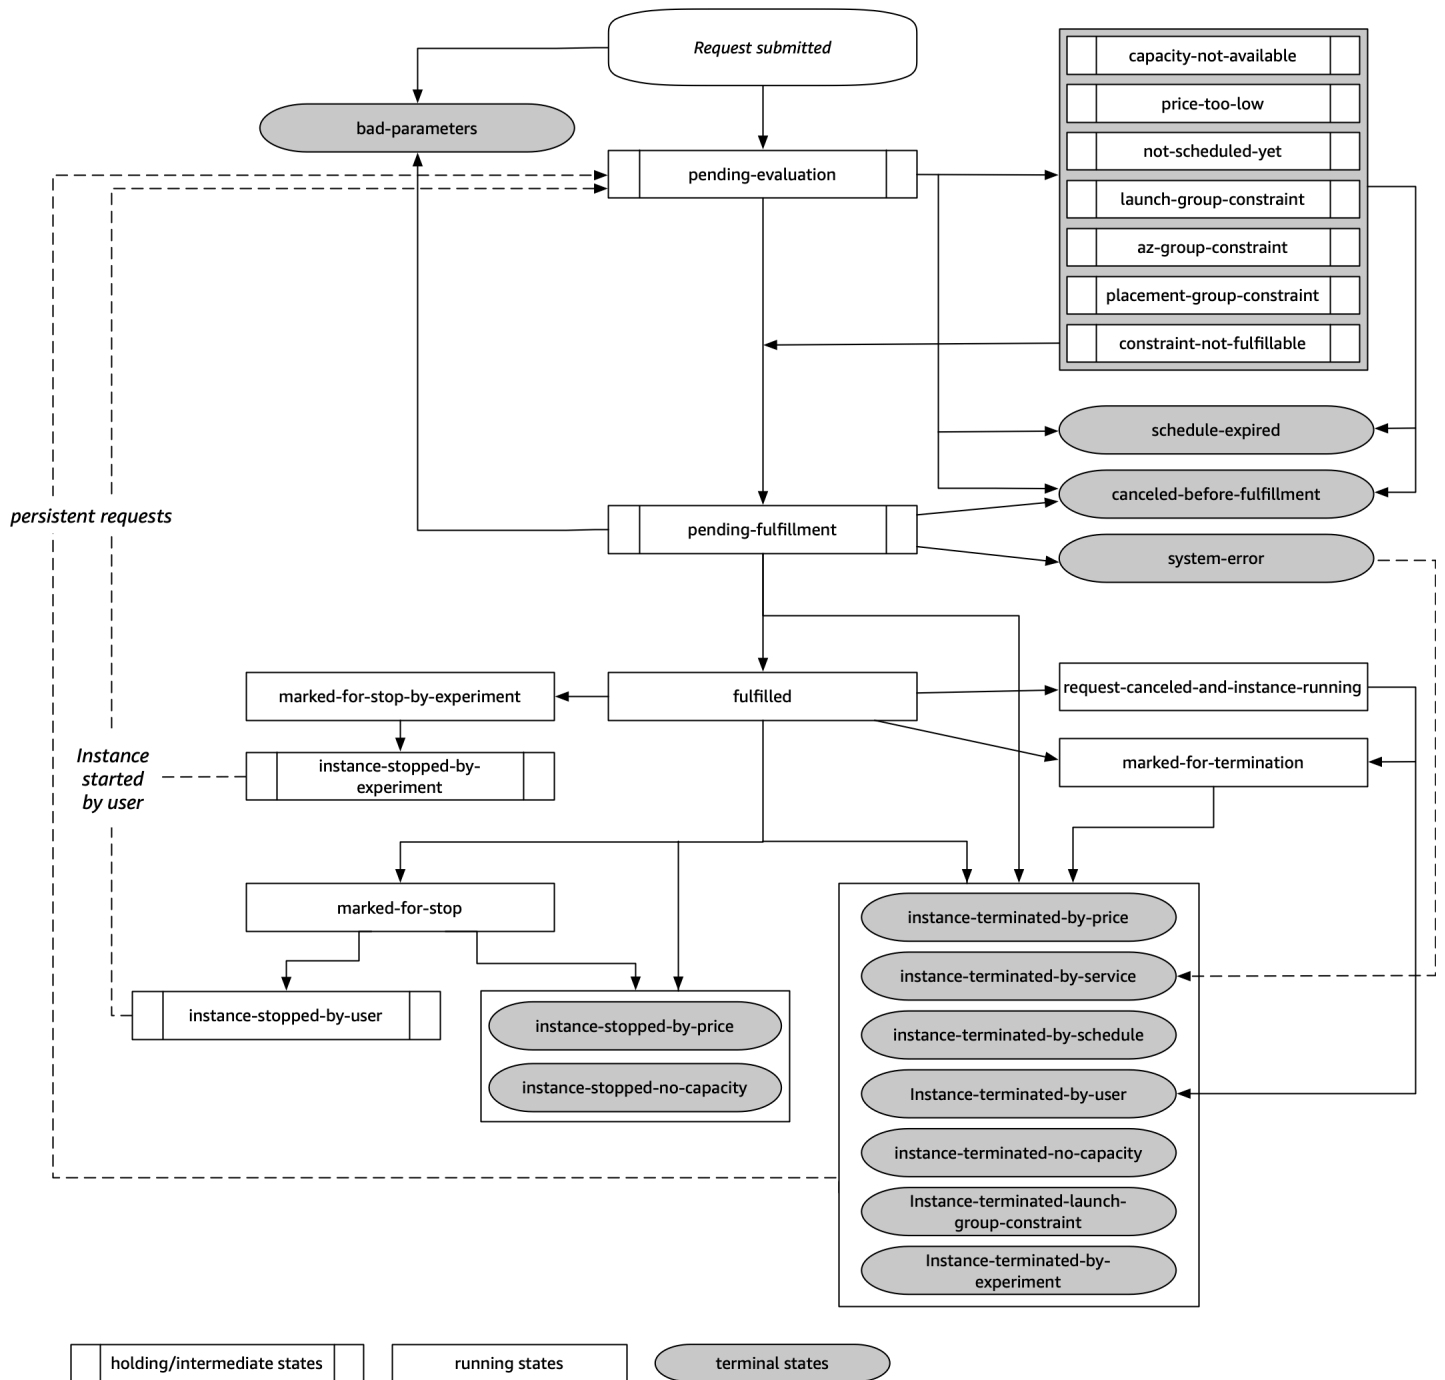 Request submitted
bad-parameters
pending-evaluation
capacity-not-available
price-too-low
not-scheduled-yet
launch-group-constraint
az-group-constraint
placement-group-constraint
constraint-not-fulfillable
schedule-expired
canceled-before-fulfillment
system-error
persistent requests
pending-fulfillment
marked-for-stop-by-experiment
fulfilled
request-canceled-and-instance-running
marked-for-termination
Instance
started
by user
instance-stopped-by-
experiment
marked-for-stop
instance-stopped-by-user
instance-stopped-by-price
instance-stopped-no-capacity
instance-terminated-by-price
instance-terminated-by-service
instance-terminated-by-schedule
Instance-terminated-by-user
instance-terminated-no-capacity
Instance-terminated-launch-
group-constraint
Instance-terminated-by-
experiment
holding/intermediate states
running states
terminal states